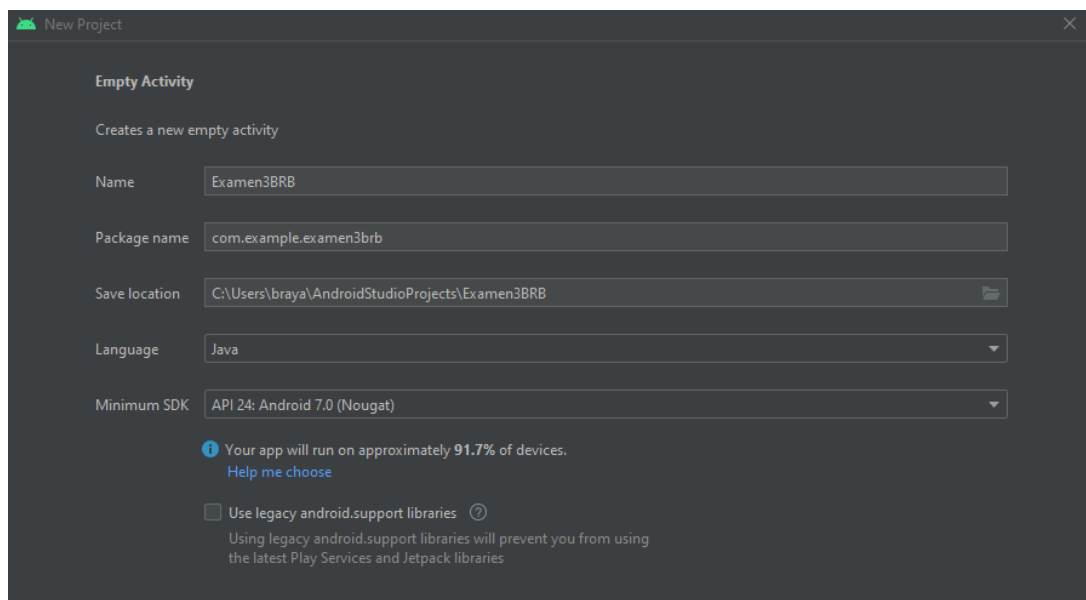 New Project
Empty Activity
Creates a new empty activity
Name Examen3BRB
Package name com.example.examen3brb
Save location C:\Users\braya\AndroidStudioProjects\Examen3BRB
Language Java
Minimum SDK API 24: Android 7.0 (Nougat)
i Your app will run on approximately 91.7% of devices.
Help me choose
Use legacy android.support libraries ?
Using legacy android.support libraries will prevent you from using
the latest Play Services and Jetpack libraries